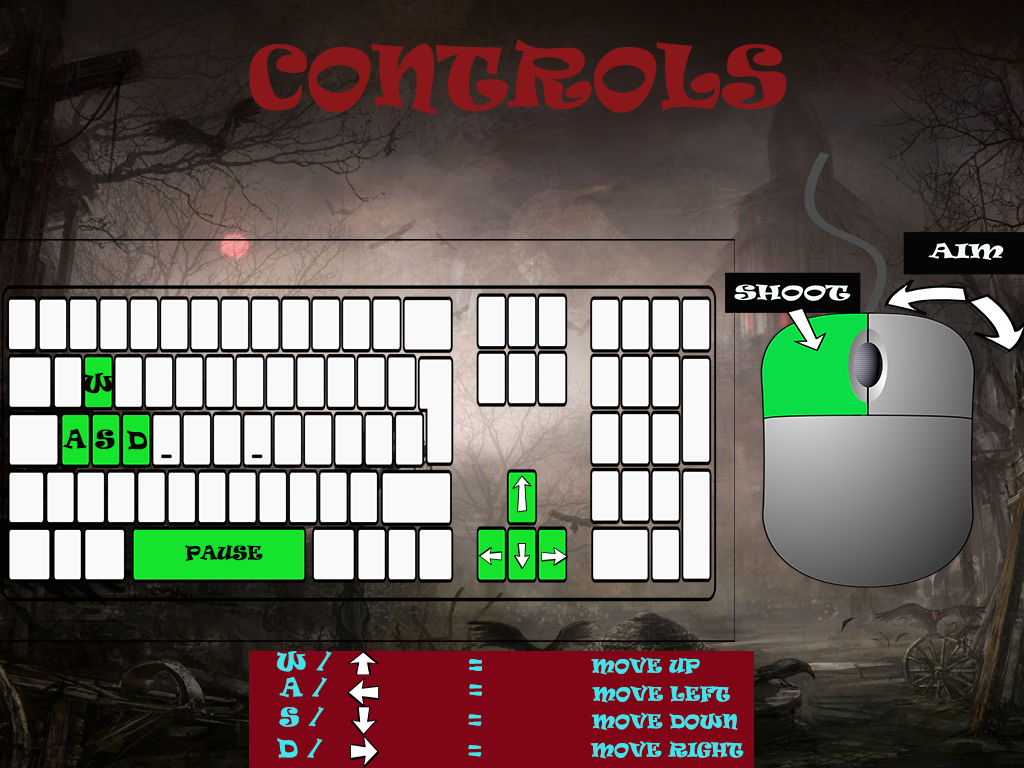 CONTROLS
AIM
SHOOT
W
A S D
PAUSE
W / ↑ = MOVE UP
A / ← = MOVE LEFT
S / ↓ = MOVE DOWN
D / → = MOVE RIGHT